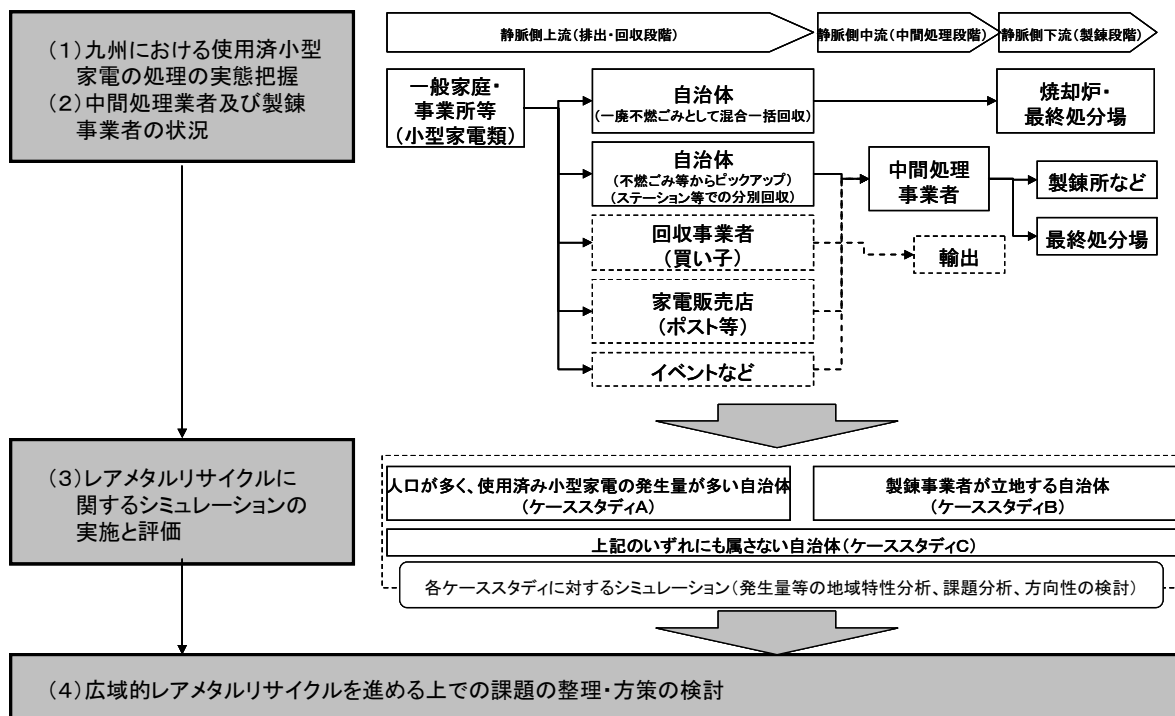 (1)九州における使用済小型
家電の処理の実態把握
(2)中間処理業者及び製錬
事業者の状況
静脈側上流(排出・回収段階)
静脈側中流(中間処理段階)
静脈側下流(製錬段階)
一般家庭・
事業所等
(小型家電類)
自治体
(一廃不燃ごみとして混合一括回収)
焼却炉・
最終処分場
自治体
(不燃ごみ等からピックアップ)
(ステーション等での分別回収)
中間処理
事業者
製錬所など
最終処分場
回収事業者
(買い子)
輸出
家電販売店
(ポスト等)
イベントなど
(3)レアメタルリサイクルに
関するシミュレーションの
実施と評価
人口が多く、使用済み小型家電の発生量が多い自治体
(ケーススタディA)
製錬事業者が立地する自治体
(ケーススタディB)
上記のいずれにも属さない自治体(ケーススタディC)
各ケーススタディに対するシミュレーション(発生量等の地域特性分析、課題分析、方向性の検討)
(4)広域的レアメタルリサイクルを進める上での課題の整理・方策の検討